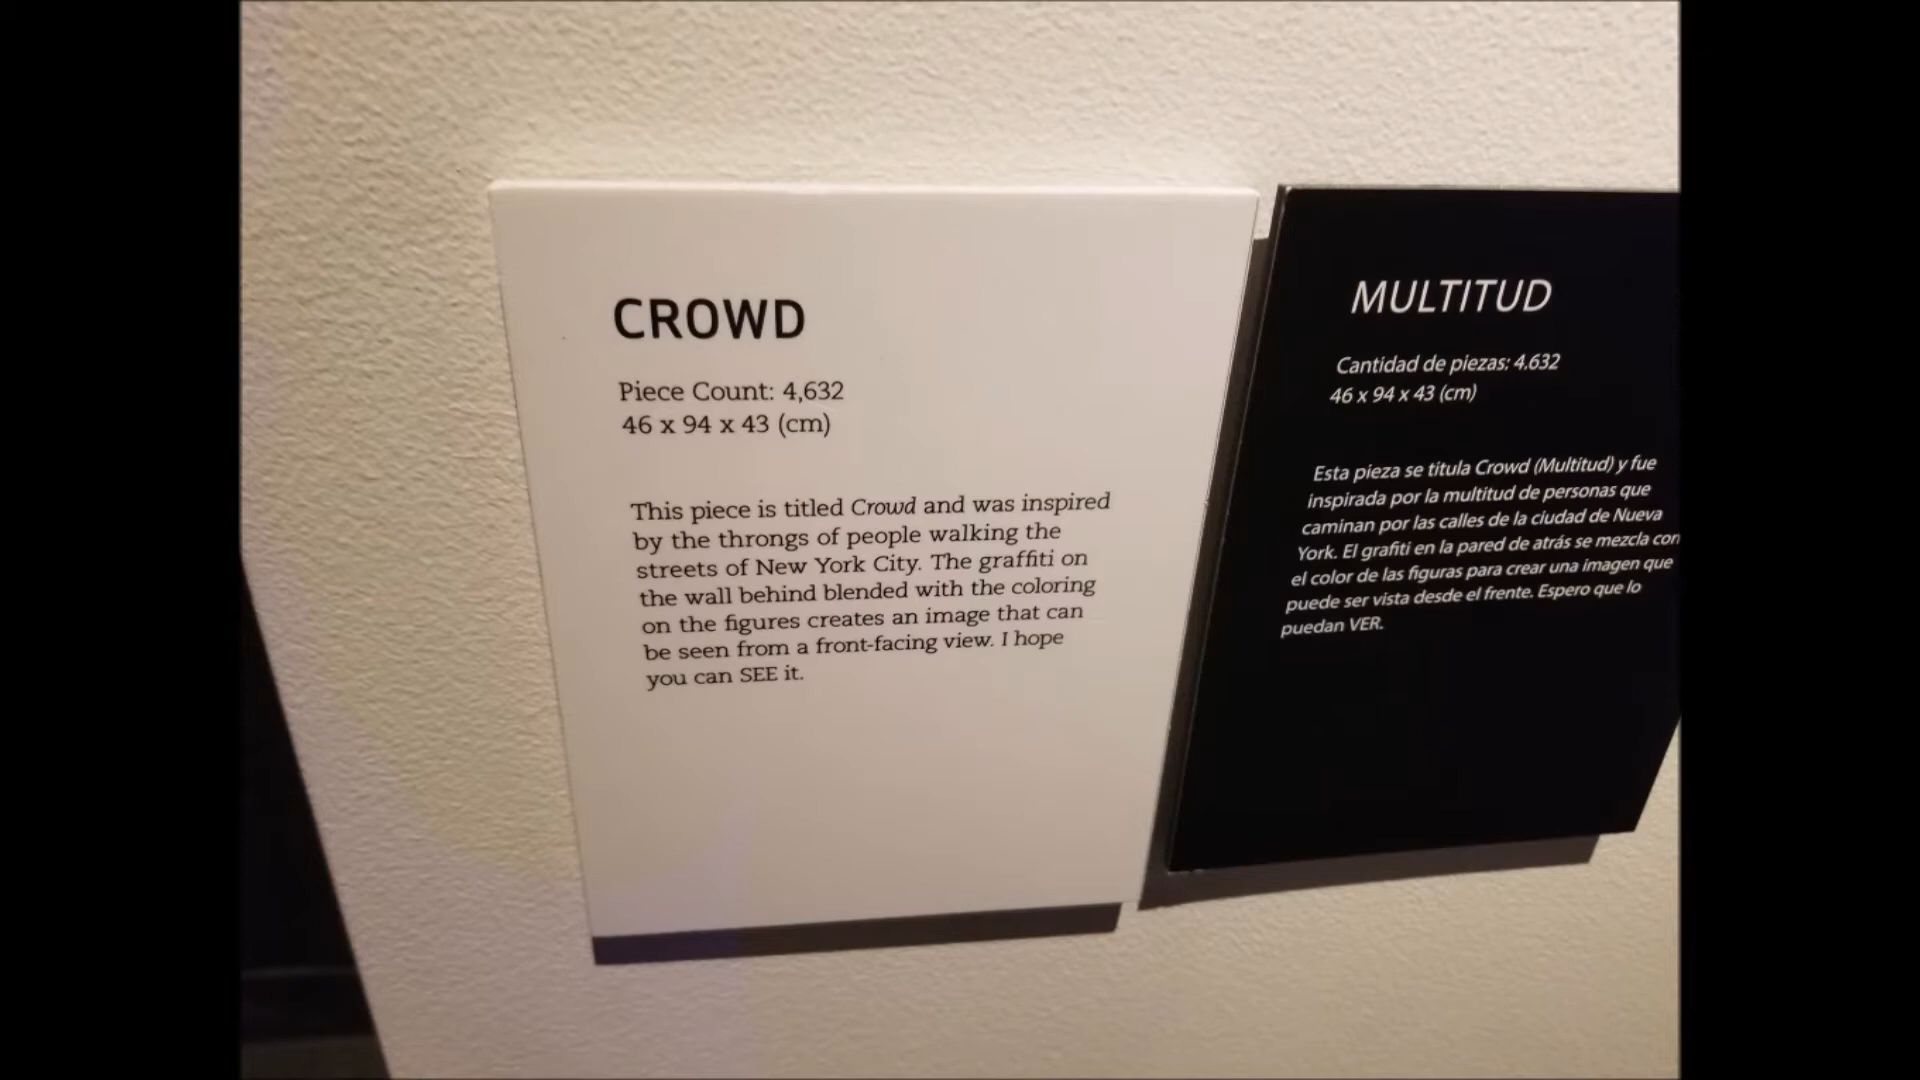 CROWD
Piece Count: 4,632
46 x 94 x 43 (cm)
This piece is titled Crowd and was inspired
by the throngs of people walking the
streets of New York City. The graffiti on
the wall behind blended with the coloring
on the figures creates an image that can
be seen from a front-facing view. I hope
you can SEE it.
MULTITUD
Cantidad de piezas: 4.632
46 x 94 x 43 (cm)
Esta pieza se titula Crowd (Multitud) y fue
inspirada por la multitud de personas que
caminan por las calles de la ciudad de Nueva
York. El grafiti en la pared de atrás se mezcla con
el color de las figuras para crear una imagen que
puede ser vista desde el frente. Espero que lo
puedan VER.